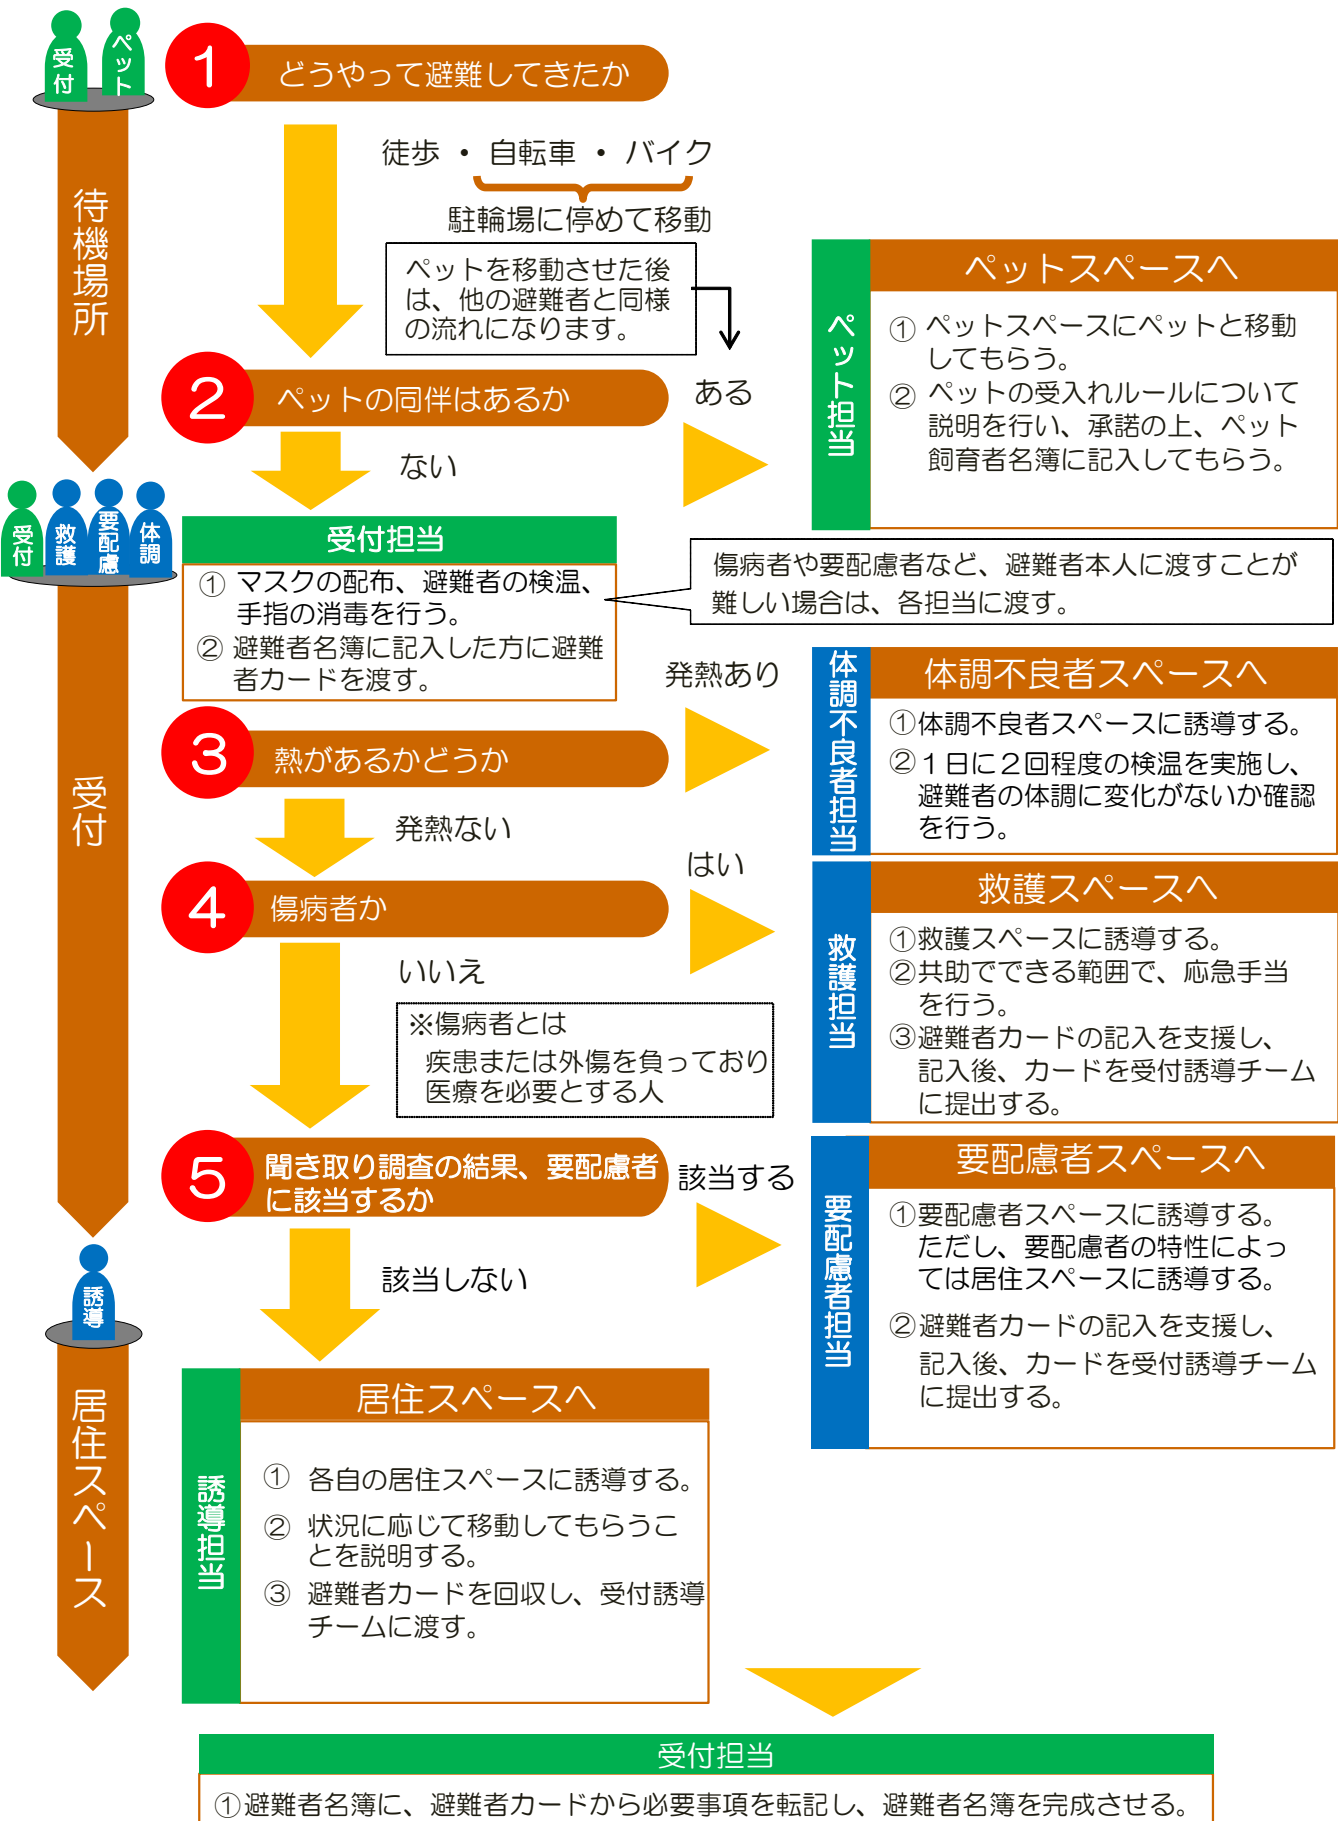 受付
ペット
1
どうやって避難してきたか
待機場所
徒歩 ・ 自転車 ・ バイク
駐輪場に停めて移動
ペットを移動させた後
は、他の避難者と同様
の流れになります。
2
ペットの同伴はあるか
ある
ない
ペット担当
ペットスペースへ
① ペットスペースにペットと移動
してもらう。
② ペットの受入れルールについて
説明を行い、承諾の上、ペット
飼育者名簿に記入してもらう。
受付
救護
要配慮
体調
受付
受付担当
① マスクの配布、避難者の検温、
手指の消毒を行う。
② 避難者名簿に記入した方に避難
者カードを渡す。
傷病者や要配慮者など、避難者本人に渡すことが
難しい場合は、各担当に渡す。
3
熱があるかどうか
発熱あり
発熱ない
体調不良者担当
体調不良者スペースへ
①体調不良者スペースに誘導する。
②１日に２回程度の検温を実施し、
避難者の体調に変化がないか確認
を行う。
4
傷病者か
はい
いいえ
※傷病者とは
疾患または外傷を負っており
医療を必要とする人
救護担当
救護スペースへ
①救護スペースに誘導する。
②共助でできる範囲で、応急手当
を行う。
③避難者カードの記入を支援し、
記入後、カードを受付誘導チーム
に提出する。
5
聞き取り調査の結果、要配慮者
に該当するか
該当する
該当しない
要配慮者担当
要配慮者スペースへ
①要配慮者スペースに誘導する。
ただし、要配慮者の特性によっ
ては居住スペースに誘導する。
②避難者カードの記入を支援し、
記入後、カードを受付誘導チーム
に提出する。
誘導
居住スペース
誘導担当
居住スペースへ
① 各自の居住スペースに誘導する。
② 状況に応じて移動してもらうこ
とを説明する。
③ 避難者カードを回収し、受付誘導
チームに渡す。
受付担当
①避難者名簿に、避難者カードから必要事項を転記し、避難者名簿を完成させる。